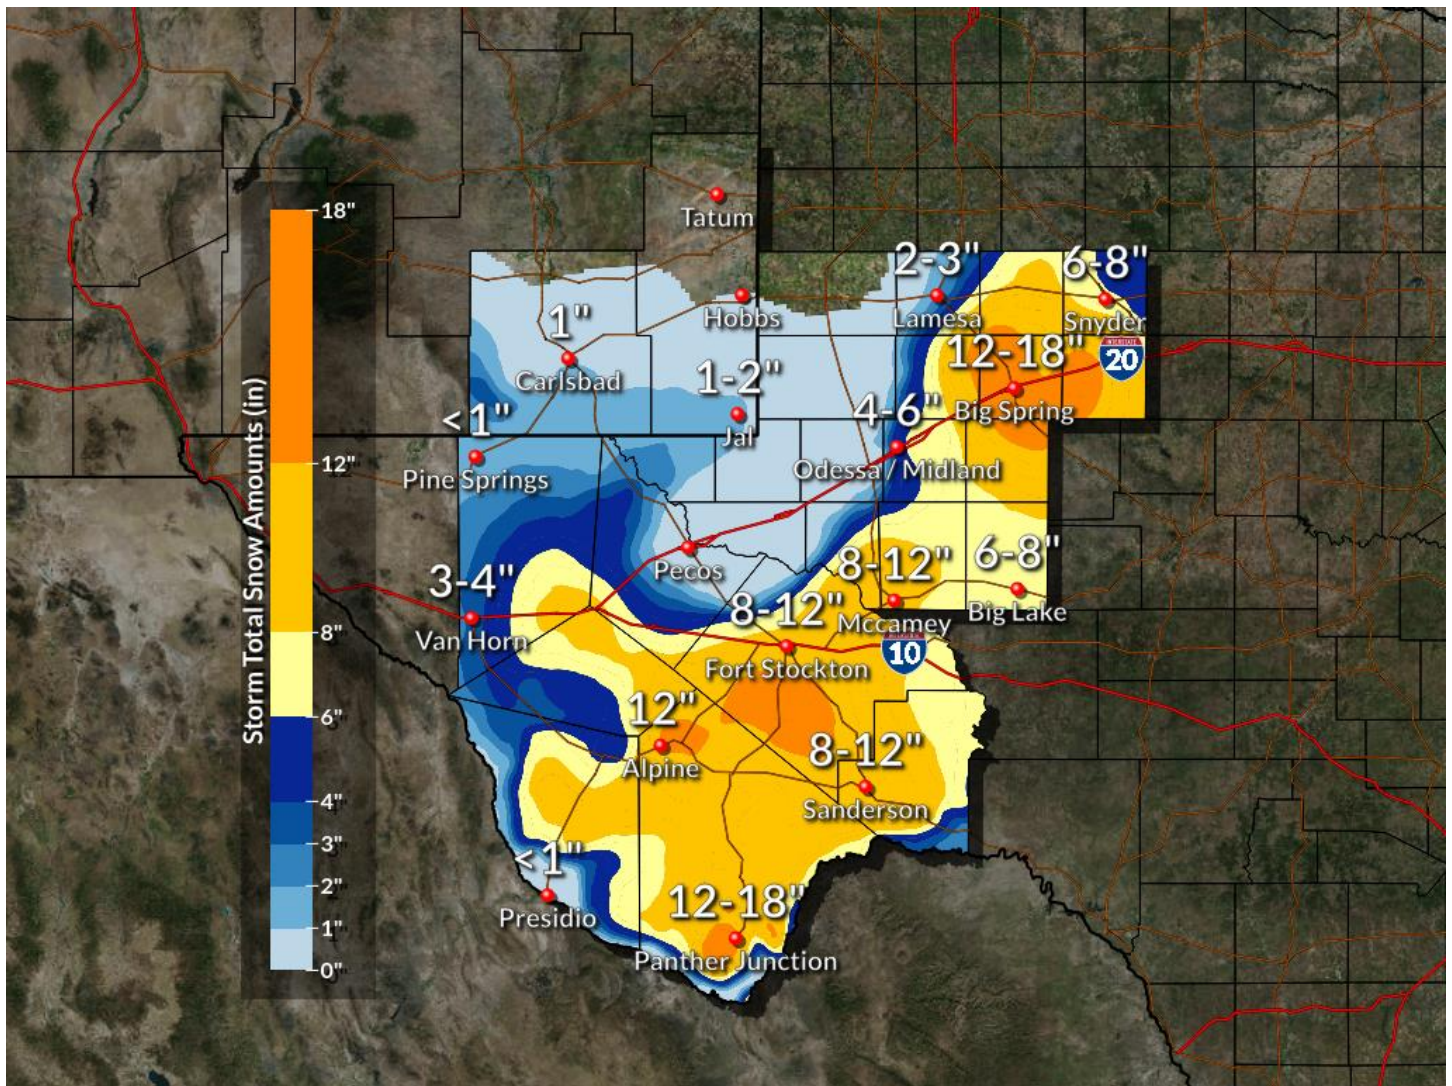 Storm Total Snow Amounts (in)
18"
12"
8"
6"
4"
3"
2"
1"
0"
Tatum
Hobbs
2-3"
Lamesa
6-8"
Snyder
1"
Carlsbad
1-2"
Jal
12-18"
Big Spring
20
<1"
Pine Springs
4-6"
Odessa / Midland
Pecos
3-4"
Van Horn
8-12"
Mccamey
6-8"
Big Lake
8-12"
Fort Stockton
10
12"
Alpine
8-12"
Sanderson
< 1"
Presidio
12-18"
Panther Junction